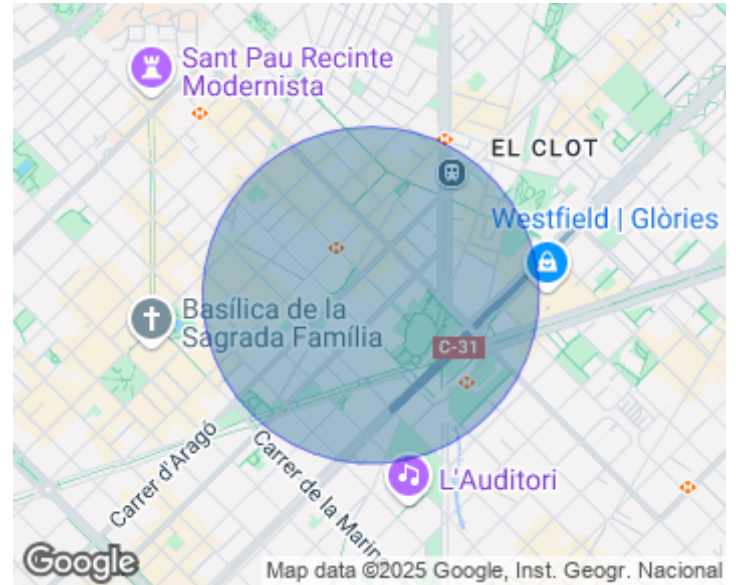 Sant Pau Recinte
Modernista
EL CLOT
Westfield | Glòries
Basílica de la
Sagrada Família
C-31
Carrer d'Aragó
Carrer de la Marin
L'Auditori
Google
Map data ©2025 Google, Inst. Geogr. Nacional